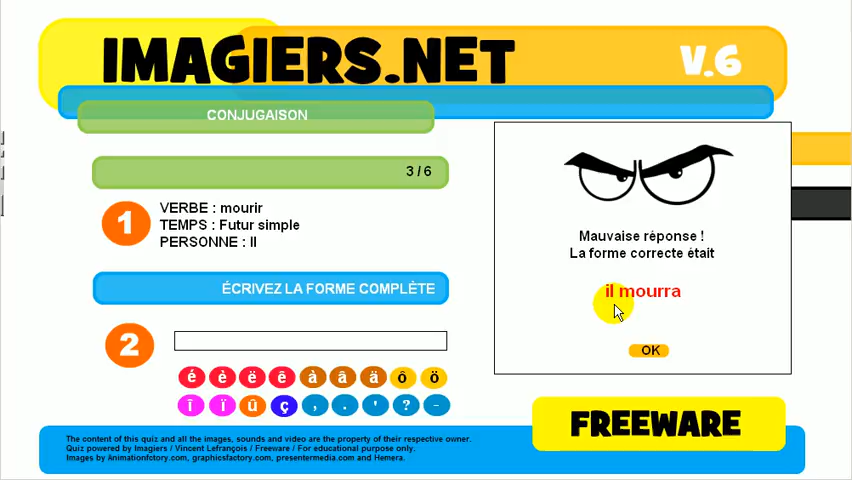 IMAGIERS.NET
V.6
CONJUGAISON
3 / 6
1
VERBE : mourir
TEMPS : Futur simple
PERSONNE : Il
ÉCRIVEZ LA FORME COMPLÈTE
2
é è ë ê à â ä ô ö
î ï û ç , . ' ? -
Mauvaise réponse !
La forme correcte était
il mourra
OK
FREEWARE
The content of this quiz and all the images, sounds and video are the property of their respective owner.
Quiz powered by Imagiers / Vincent Lefrançois / Freeware / For educational purpose only.
Images by Animationfctory.com, graphicsfactory.com, presentermedia.com and Hemera.